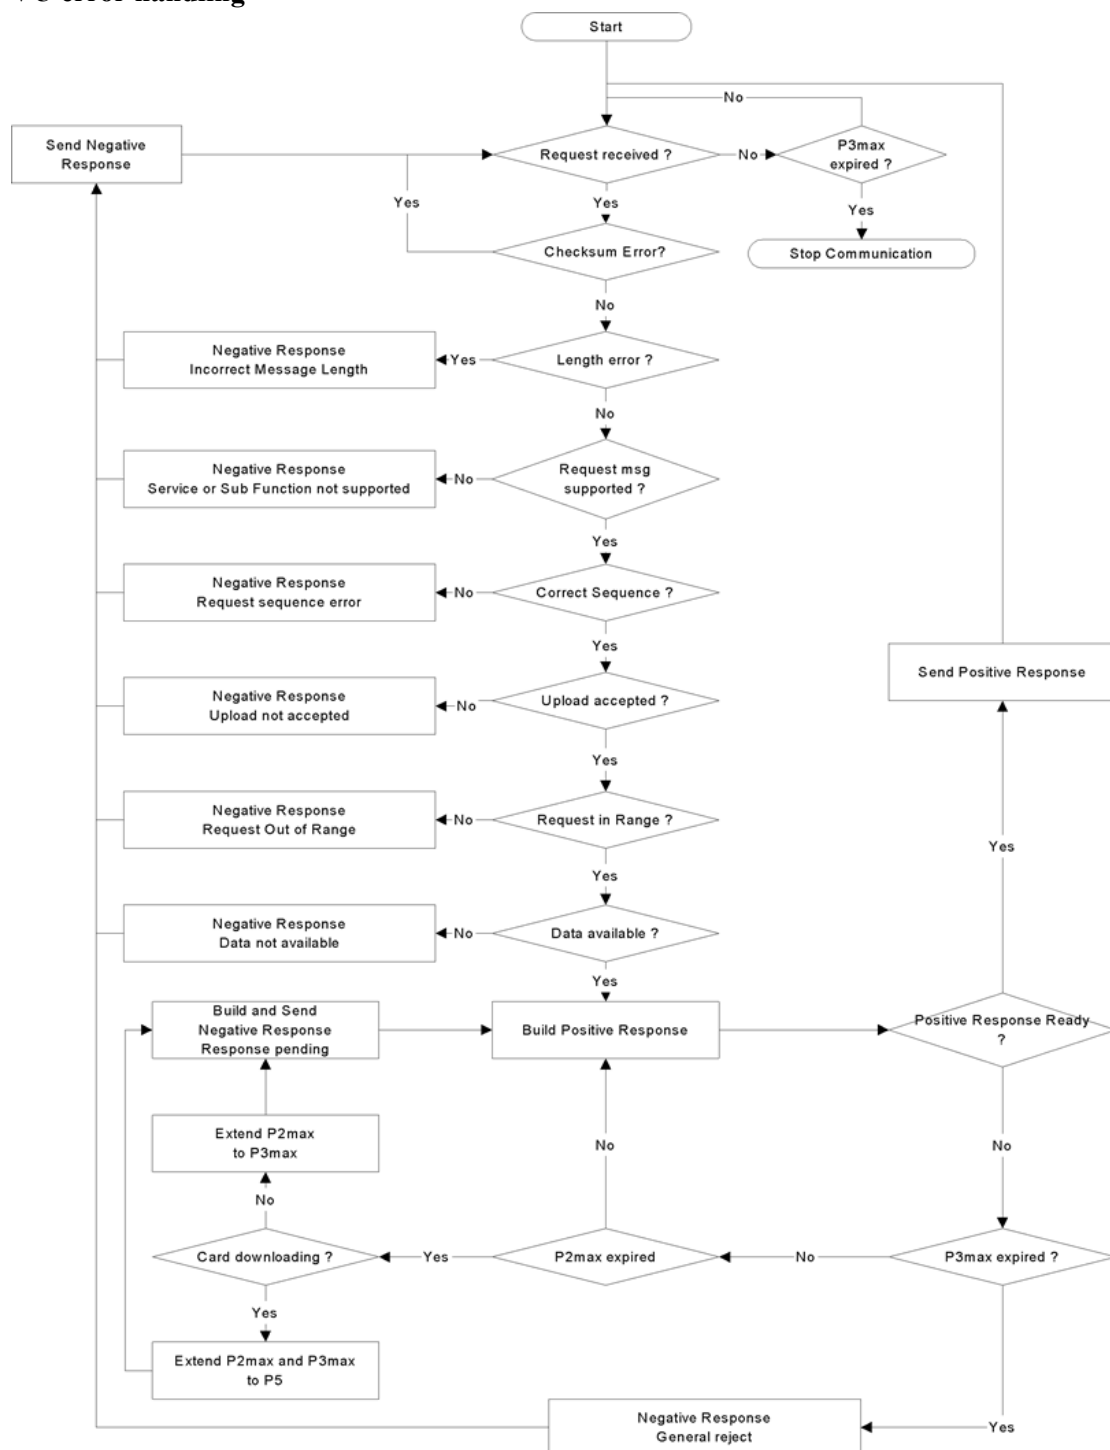 error handling
Start
No
Send Negative
Response
Request received ?
No
P3max
expired ?
Yes
Yes
Yes
Checksum Error?
Stop Communication
No
Negative Response
Incorrect Message Length
Yes
Length error ?
No
Negative Response
Service or Sub Function not supported
No
Request msg
supported ?
Yes
Negative Response
Request sequence error
No
Correct Sequence ?
Yes
Send Positive Response
Negative Response
Upload not accepted
No
Upload accepted ?
Yes
Negative Response
Request Out of Range
No
Request in Range ?
Yes
Yes
Negative Response
Data not available
No
Data available ?
Yes
Build and Send
Negative Response
Response pending
Build Positive Response
Positive Response Ready
?
Extend P2max
to P3max
No
No
No
Card downloading ?
Yes
P2max expired
No
P3max expired ?
Yes
Extend P2max and P3max
to P5
Negative Response
General reject
Yes